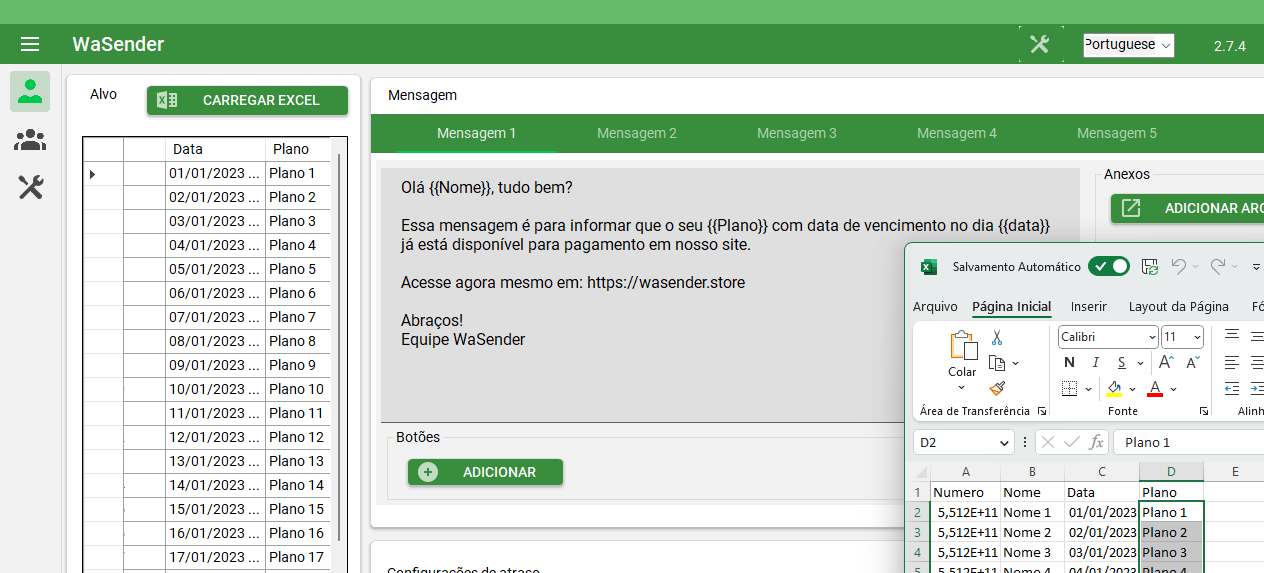 WaSender
Portuguese
2.7.4
Alvo
CARREGAR EXCEL
Data Plano
01/01/2023 ... Plano 1
02/01/2023 ... Plano 2
03/01/2023 ... Plano 3
04/01/2023 ... Plano 4
05/01/2023 ... Plano 5
06/01/2023 ... Plano 6
07/01/2023 ... Plano 7
08/01/2023 ... Plano 8
09/01/2023 ... Plano 9
10/01/2023 ... Plano 10
11/01/2023 ... Plano 11
12/01/2023 ... Plano 12
13/01/2023 ... Plano 13
14/01/2023 ... Plano 14
15/01/2023 ... Plano 15
16/01/2023 ... Plano 16
17/01/2023 ... Plano 17
Mensagem
Mensagem 1 Mensagem 2 Mensagem 3 Mensagem 4 Mensagem 5
Olá {{Nome}}, tudo bem?
Essa mensagem é para informar que o seu {{Plano}} com data de vencimento no dia {{data}}
já está disponível para pagamento em nosso site.
Acesse agora mesmo em: https://wasender.store
Abraços!
Equipe WaSender
Anexos
ADICIONAR ARQ
Botões
ADICIONAR
Configurações de atraso
Salvamento Automático
Arquivo Página Inicial Inserir Layout da Página Fó
Colar
Área de Transferência
Calibri 11
N I S A A
A
Fonte
Alinh
D2 fx Plano 1
A B C D E
1 Numero Nome Data Plano
2 5,512E+11 Nome 1 01/01/2023 Plano 1
3 5,512E+11 Nome 2 02/01/2023 Plano 2
4 5,512E+11 Nome 3 03/01/2023 Plano 3
5 5,512E+11 Nome 4 04/01/2023 Plano 4